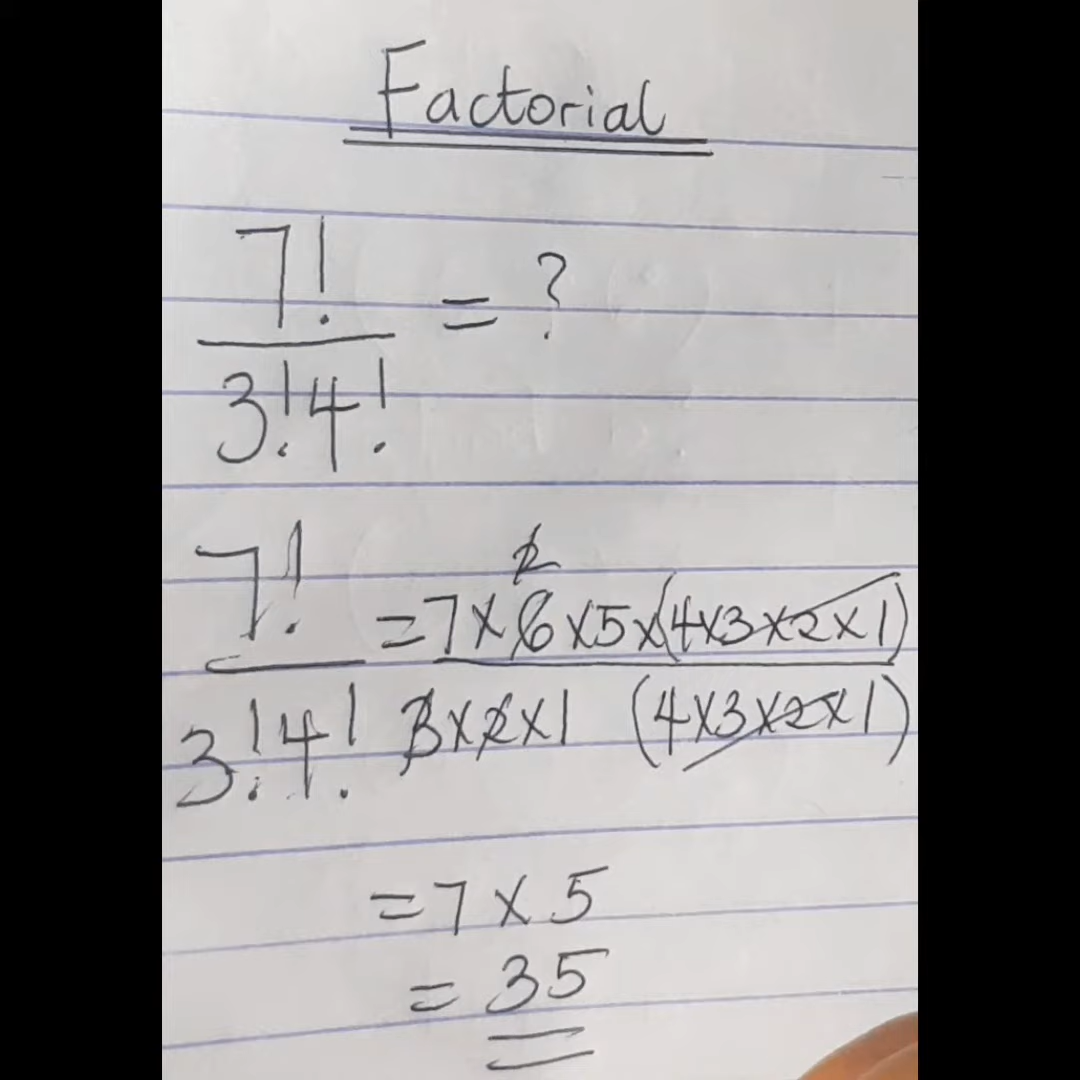 Factorial
7!
= ?
3!4!
2
7! = 7 x 6 x 5 x (4 x 3 x 2 x 1)
3!4! 3 x 2 x 1 (4 x 3 x 2 x 1)
= 7 x 5
= 35